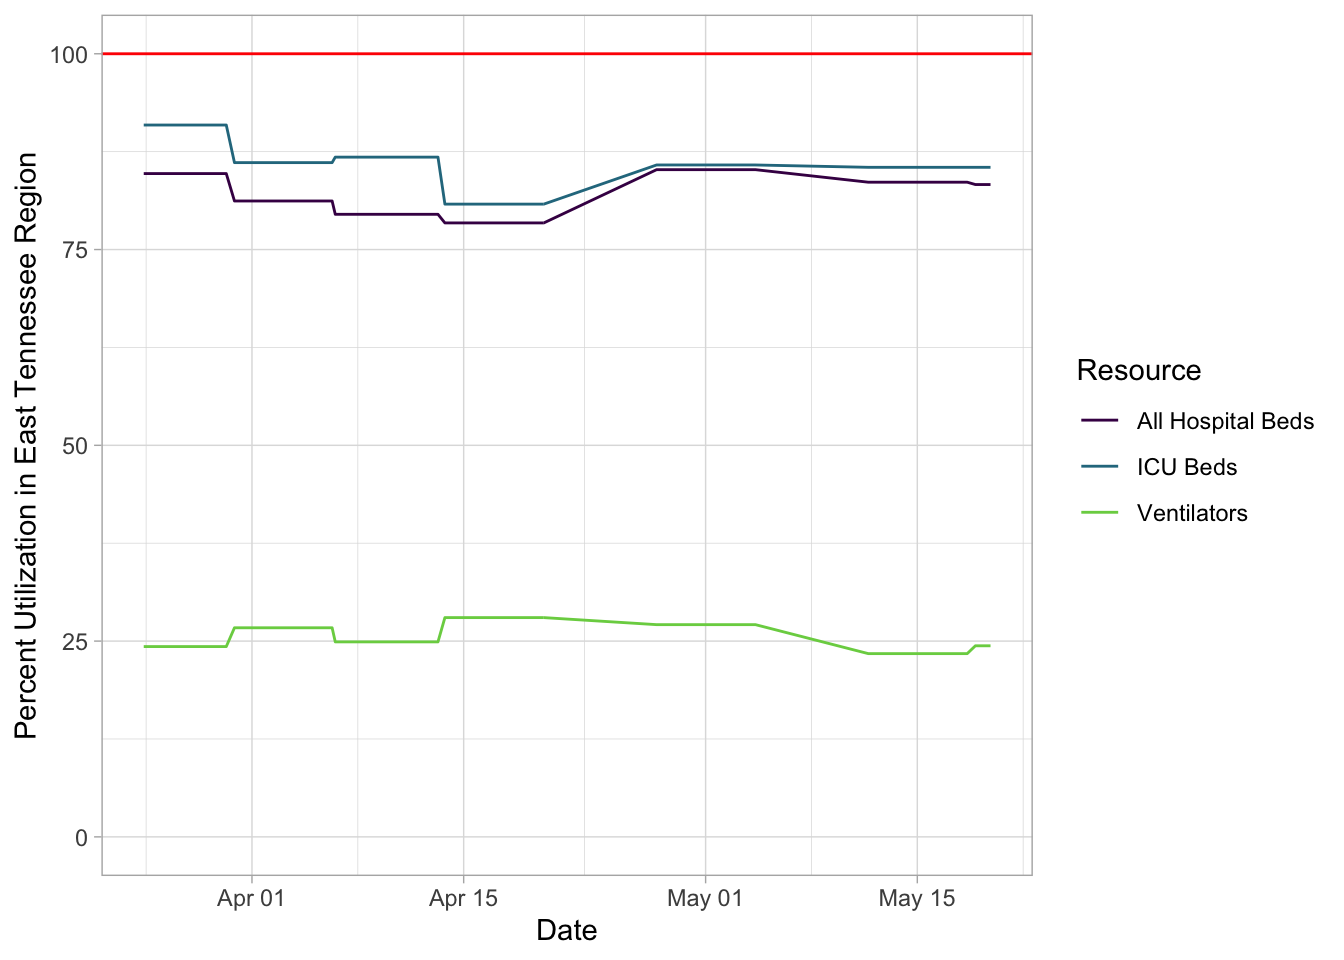 Percent Utilization in East Tennessee Region
100
75
50
25
0
Apr 01
Apr 15
May 01
May 15
Date
Resource
All Hospital Beds
ICU Beds
Ventilators